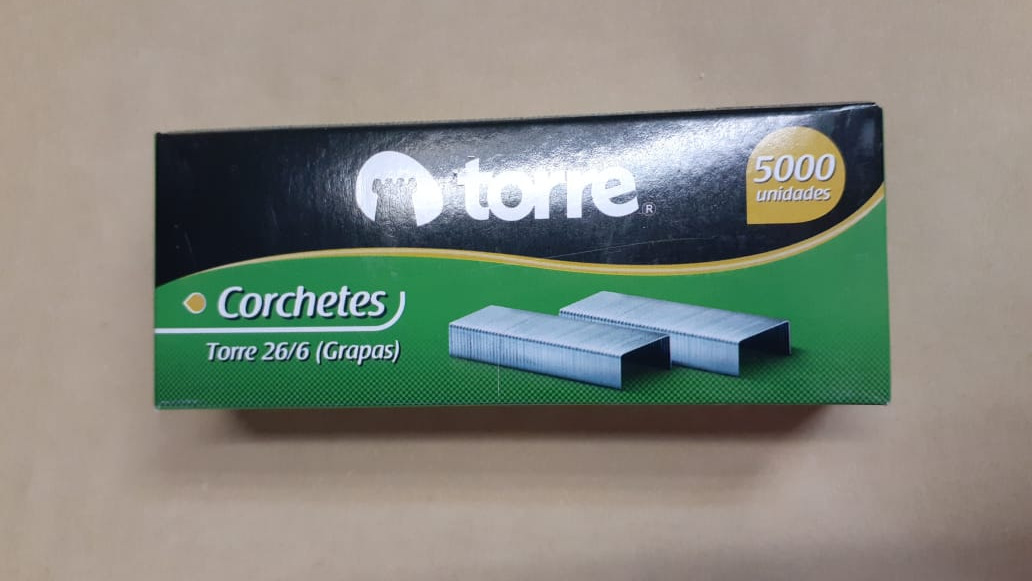 torre®
5000
unidades
Corchetes
Torre 26/6 (Grapas)